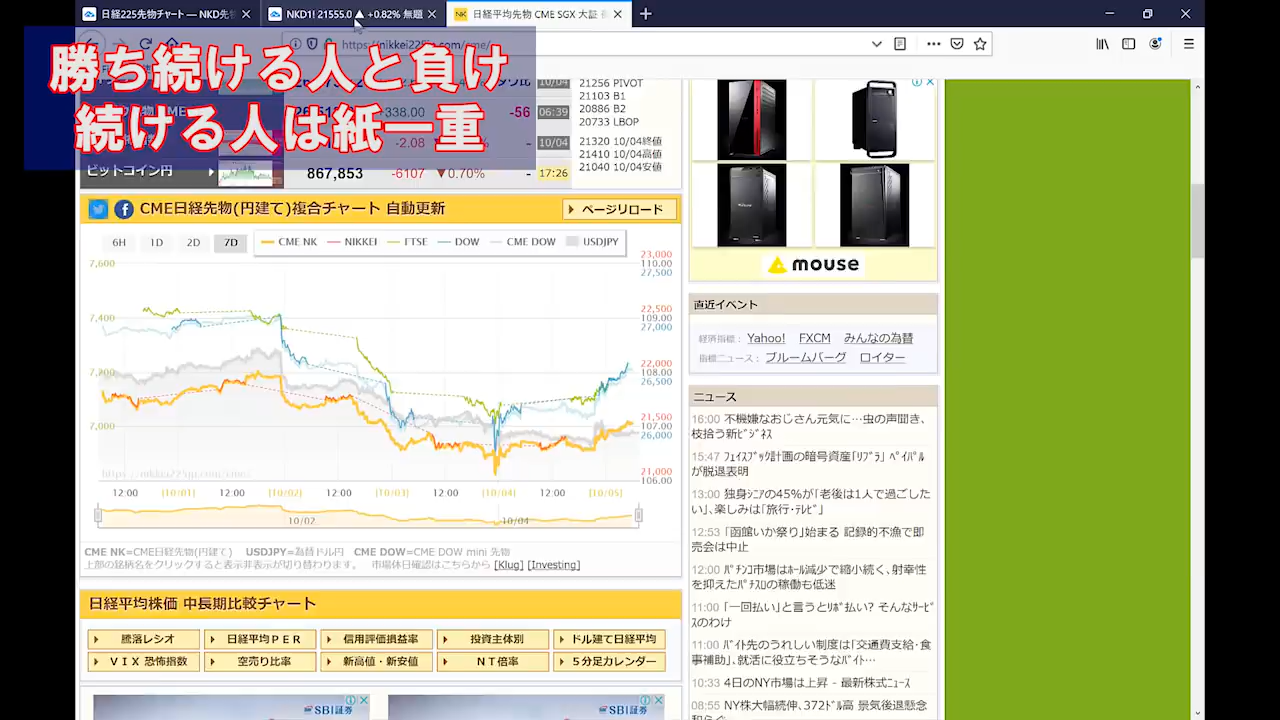 日経225先物チャート — NKD先物
NKD1! 21555.0 ▲ +0.82% 無題
日経平均先物 CME SGX 大証
https://nikkei225jp.com/cme/
勝ち続ける人と負け
続ける人は紙一重
338.00
-56
06:39
10/04
-2.08
ビットコイン円
867,853
-6107
▼0.70%
-
17:26
21256 PIVOT
21103 B1
20886 B2
20733 LBOP
21320 10/04終値
21410 10/04高値
21040 10/04安値
CME日経先物(円建て)複合チャート 自動更新
ページリロード
6H 1D 2D 7D
CME NK NIKKEI FTSE DOW CME DOW USDJPY
7,600
7,400
7,200
7,000
23,000
110.00
27,500
22,500
109.00
27,000
22,000
108.00
26,500
21,500
107.00
26,000
21,000
106.00
https://nikkei225jp.com/cme/
12:00 [10/01] 12:00 [10/02] 12:00 [10/03] 12:00 [10/04] 12:00 [10/05]
10/02 10/04
CME NK=CME日経先物(円建て) USDJPY=為替ドル円 CME DOW=CME DOW mini 先物
上部の銘柄名をクリックすると表示非表示が切り替わります。 市場休日確認はこちらから [Klug] [Investing]
日経平均株価 中長期比較チャート
騰落レシオ 日経平均ＰＥＲ 信用評価損益率 投資主体別 ドル建て日経平均
ＶＩＸ 恐怖指数 空売り比率 新高値・新安値 ＮＴ倍率 ５分足カレンダー
SBI証券
SBI証券
mouse
直近イベント
経済指標： Yahoo! FXCM みんなの為替
指標ニュース： ブルームバーグ ロイター
ニュース
16:00 不機嫌なおじさん元気に…虫の声聞き、
枝拾う新ﾋﾞｼﾞﾈｽ
15:47 ﾌｪｲｽﾌﾞｯｸ計画の暗号資産｢ﾘﾌﾞﾗ｣ ﾍﾟｲﾊﾟﾙ
が脱退表明
13:00 独身ｼﾆｱの45%が｢老後は1人で過ごした
い｣、楽しみは｢旅行･ﾃﾚﾋﾞ｣
12:53 ｢函館いか祭り｣始まる 記録的不漁で即
売会は中止
12:00 ﾊﾟﾁﾝｺ市場はﾎｰﾙ減少で縮小続く、射幸性
を抑えたﾊﾟﾁｽﾛの稼働も低迷
11:00 ｢一回払い｣と言うとﾘﾎﾞ払い? そんなｻｰﾋﾞ
スのわけ
11:00 ﾊﾞｲﾄ先のうれしい制度は｢交通費支給･食
事補助｣、就活に役立ちそうなﾊﾞｲﾄ…
10:33 4日のNY市場は上昇 - 最新株式ﾆｭｰｽ
08:55 NY株大幅続伸、372ﾄﾞﾙ高 景気後退懸念